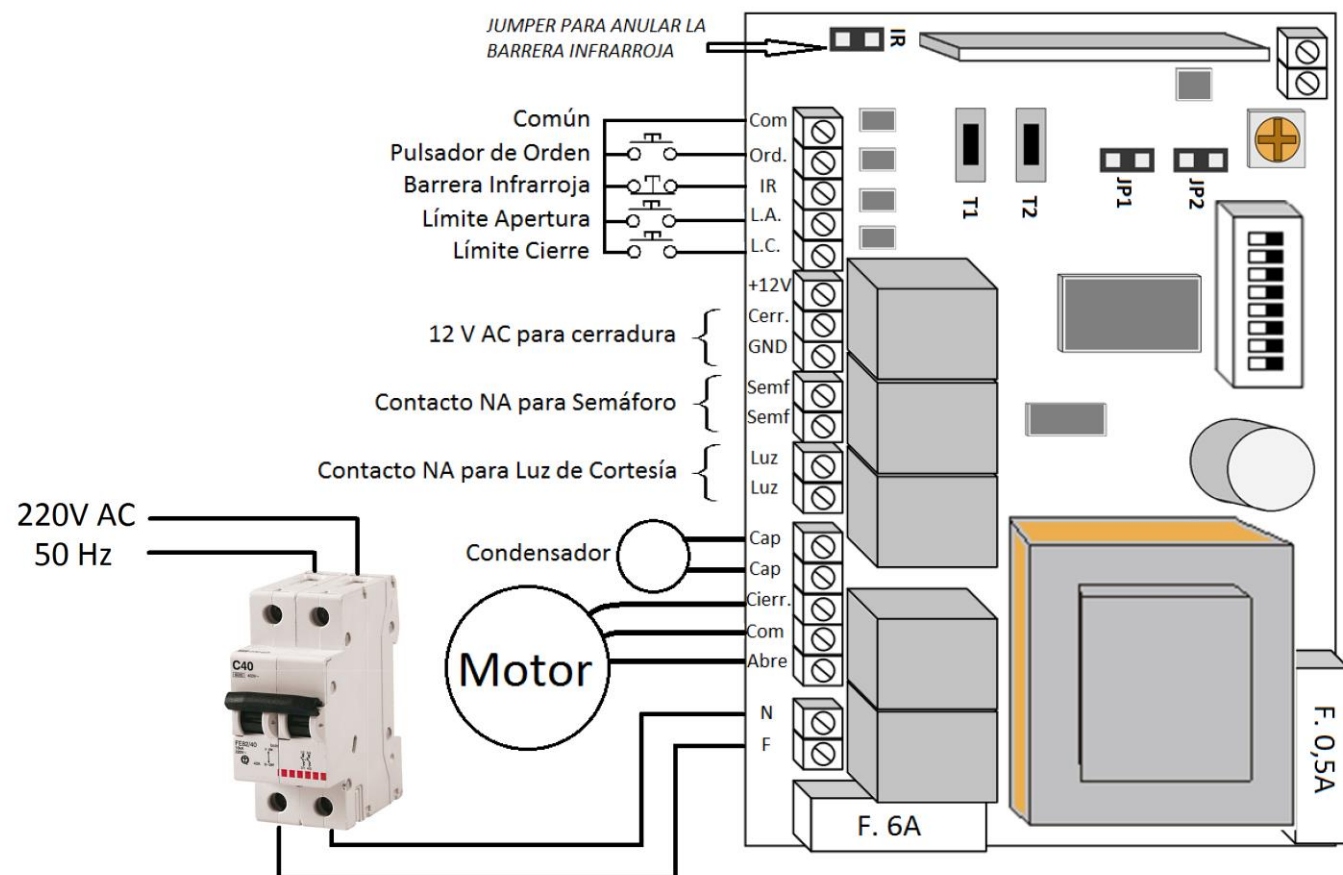 JUMPER PARA ANULAR LA
BARRERA INFRARROJA
IR
Común
Com
Pulsador de Orden
Ord.
Barrera Infrarroja
IR
Límite Apertura
L.A.
Límite Cierre
L.C.
T1
T2
JP1
JP2
+12V
12 V AC para cerradura
Cerr.
GND
Contacto NA para Semáforo
Semf
Semf
Contacto NA para Luz de Cortesía
Luz
Luz
220V AC
50 Hz
Condensador
Cap
Cap
Motor
Cierr.
Com
Abre
C40
N
F
F. 6A
F. 0,5A